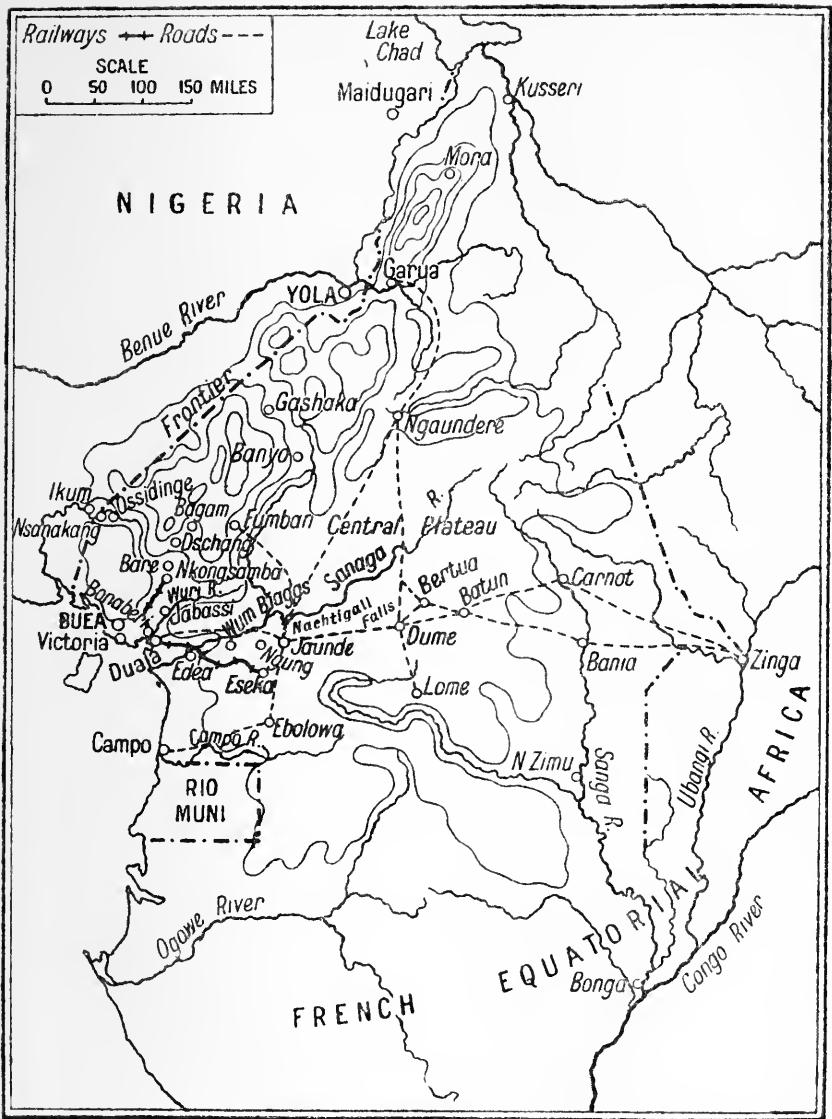 Railways Roads
SCALE
0 50 100 150 MILES
Lake
Chad
Maidugari
Kusseri
Mora
NIGERIA
Garua
YOLA
Benue River
Frontier
Gashaka
Ngaundere
Banyo
Ikum
Ossidinge
Nsanakang
Bagam
Fumban
Central Plateau
Dschang
Sanaga R.
Bare
Nkongsamba
Bertua
Batun
Carnot
Wuri R.
Bonaberi
Jabassi
Wum Biagas
Nachtigall
Falls
BUEA
Victoria
Duala
Edea
Ngung
Jaunde
Dume
Bania
Zinga
Eseka
Lome
Ebolowa
Campo
Campo R.
N Zimu
Sanga R.
Ubangi R.
RIO
MUNI
Ogowe River
Bonga
Congo River
FRENCH EQUATORIAL AFRICA